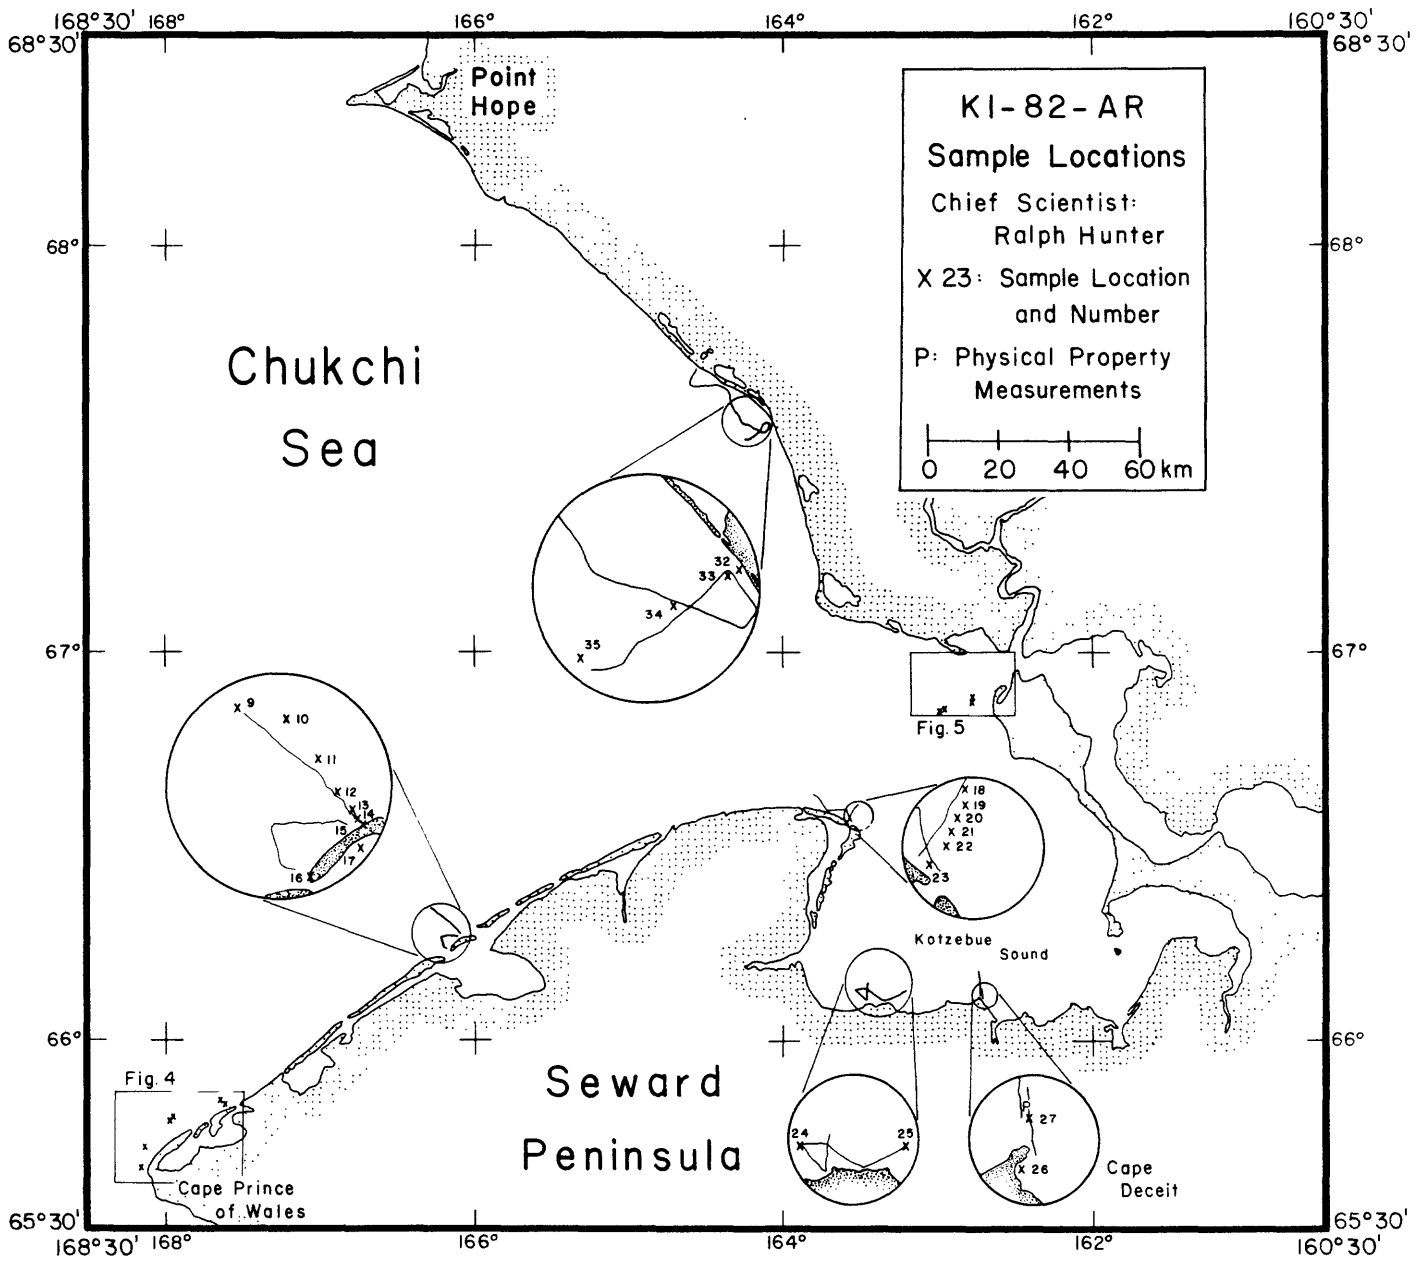 168°30' 168° 166° 164° 162° 160°30'
68°30' 68°30'
Point
Hope
KI-82-AR
Sample Locations
Chief Scientist:
Ralph Hunter
X 23: Sample Location
and Number
P: Physical Property
Measurements
0 20 40 60 km
68° 68°
Chukchi
Sea
32
33
34
35
67° 67°
9
10
11
12
13
14
15
17
16
Fig. 5
18
19
20
21
22
23
Kotzebue
Sound
66° 66°
Fig. 4
Seward
Peninsula
24 25
P
27
26
Cape
Deceit
Cape Prince
of Wales
65°30' 65°30'
168°30' 168° 166° 164° 162° 160°30'